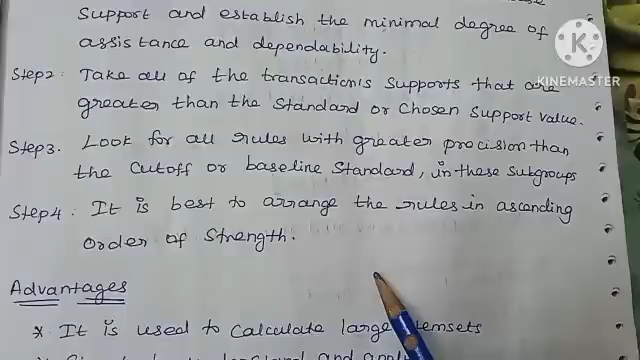 Support and establish the minimal degree of
assistance and dependability.
Step2: Take all of the transaction's supports that are
greater than the Standard or chosen support value.
Step3. Look for all rules with greater precision than
the cutoff or baseline Standard, in these subgroups
Step4: It is best to arrange the rules in ascending
order of Strength.
Advantages
* It is used to calculate large itemsets
and
KINEMASTER